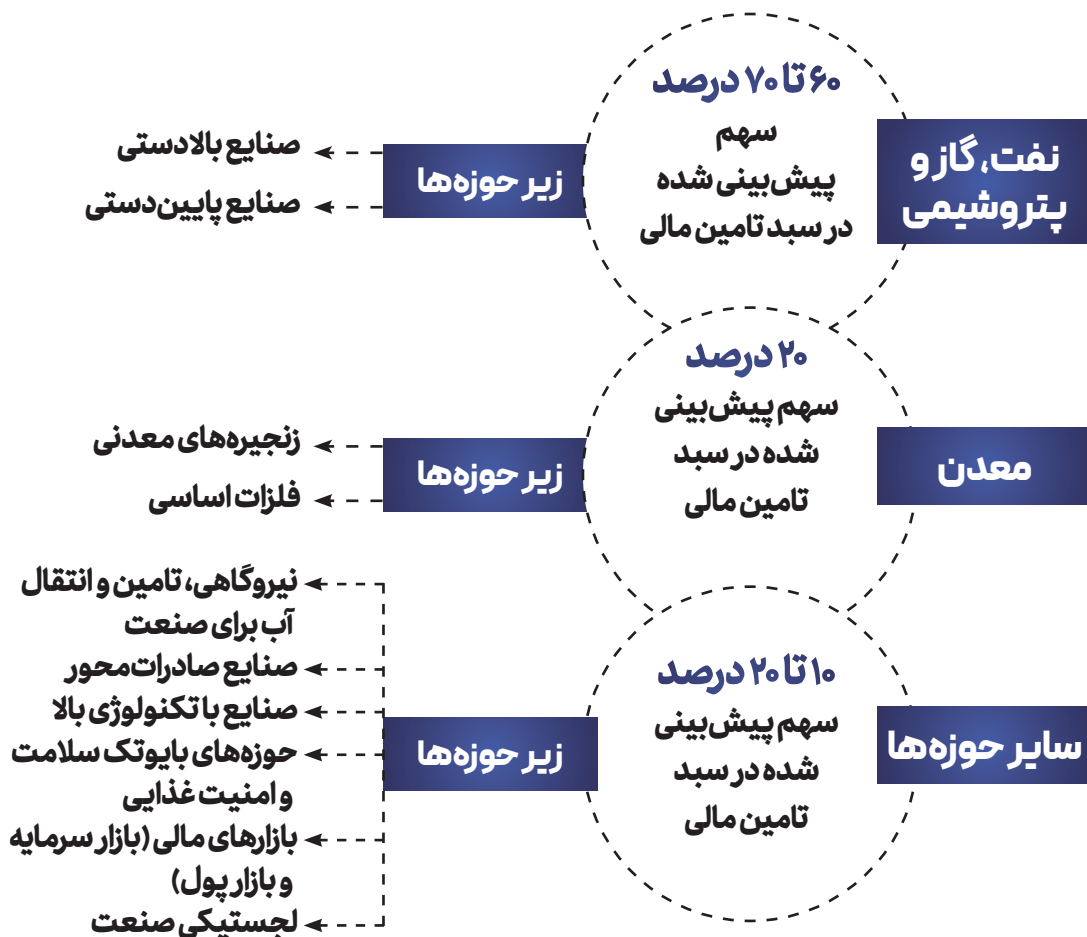 نفت، گاز و
پتروشیمی
۶۰ تا ۷۰ درصد
سهم
پیش‌بینی شده
در سبد تامین مالی
زیر حوزه‌ها
صنایع بالادستی
صنایع پایین‌دستی
معدن
۲۰ درصد
سهم پیش‌بینی
شده در سبد
تامین مالی
زیر حوزه‌ها
زنجیره‌های معدنی
فلزات اساسی
سایر حوزه‌ها
۱۰ تا ۲۰ درصد
سهم پیش‌بینی
شده در سبد
تامین مالی
زیر حوزه‌ها
نیروگاهی، تامین و انتقال
آب برای صنعت
صنایع صادرات‌محور
صنایع با تکنولوژی بالا
حوزه‌های بایوتک سلامت
و امنیت غذایی
بازارهای مالی (بازار سرمایه
و بازار پول)
لجستیکی صنعت